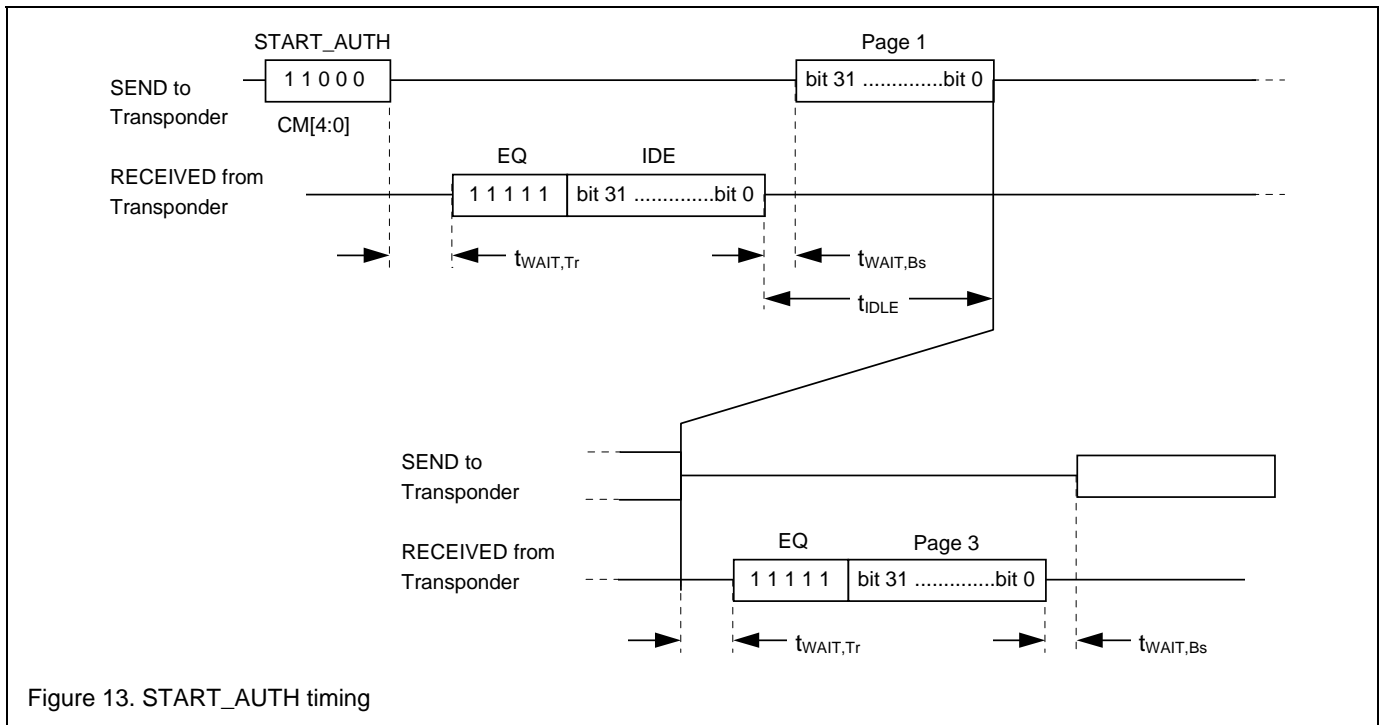 START_AUTH
Page 1
SEND to
Transponder
1 1 0 0 0
bit 31 ..............bit 0
CM[4:0]
EQ
IDE
RECEIVED from
Transponder
1 1 1 1 1
bit 31 ..............bit 0
tWAIT,Tr
tWAIT,Bs
tIDLE
SEND to
Transponder
EQ
Page 3
RECEIVED from
Transponder
1 1 1 1 1
bit 31 ..............bit 0
tWAIT,Tr
tWAIT,Bs
Figure 13. START_AUTH timing